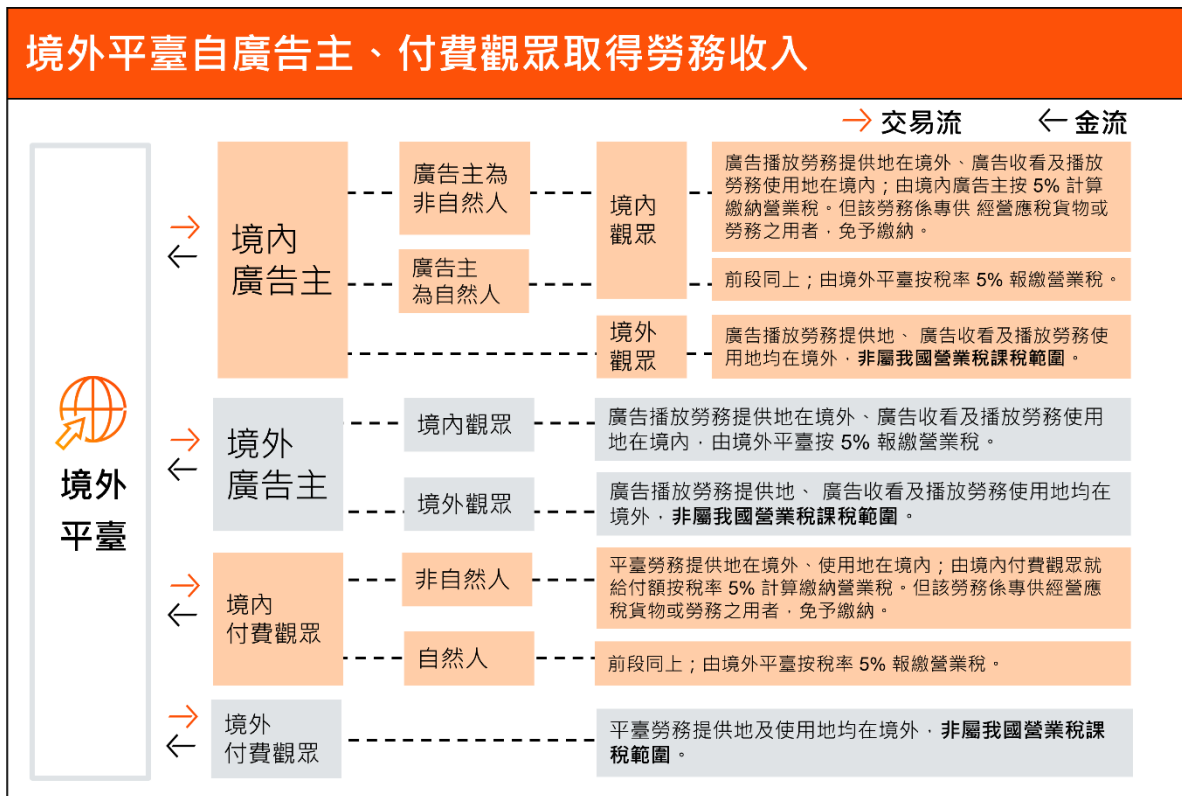 境外平臺自廣告主、付費觀眾取得勞務收入
→ 交易流
← 金流
境外
平臺
境內
廣告主
廣告主為
非自然人
境內
觀眾
廣告播放勞務提供地在境外、廣告收看及播放
勞務使用地在境內；由境內廣告主按 5% 計算
繳納營業稅。但該勞務係專供 經營應稅貨物或
勞務之用者，免予繳納。
廣告主
為自然人
前段同上；由境外平臺按稅率 5% 報繳營業稅。
境外
觀眾
廣告播放勞務提供地、 廣告收看及播放勞務使
用地均在境外，非屬我國營業稅課稅範圍。
境外
廣告主
境內觀眾
廣告播放勞務提供地在境外、廣告收看及播放勞務使用
地在境內，由境外平臺按 5% 報繳營業稅。
境外觀眾
廣告播放勞務提供地、 廣告收看及播放勞務使用地均在
境外，非屬我國營業稅課稅範圍。
境內
付費觀眾
非自然人
平臺勞務提供地在境外、使用地在境內；由境內付費觀眾就
給付額按稅率 5% 計算繳納營業稅。但該勞務係專供經營應
稅貨物或勞務之用者，免予繳納。
自然人
前段同上；由境外平臺按稅率 5% 報繳營業稅。
境外
付費觀眾
平臺勞務提供地及使用地均在境外，非屬我國營業稅課
稅範圍。